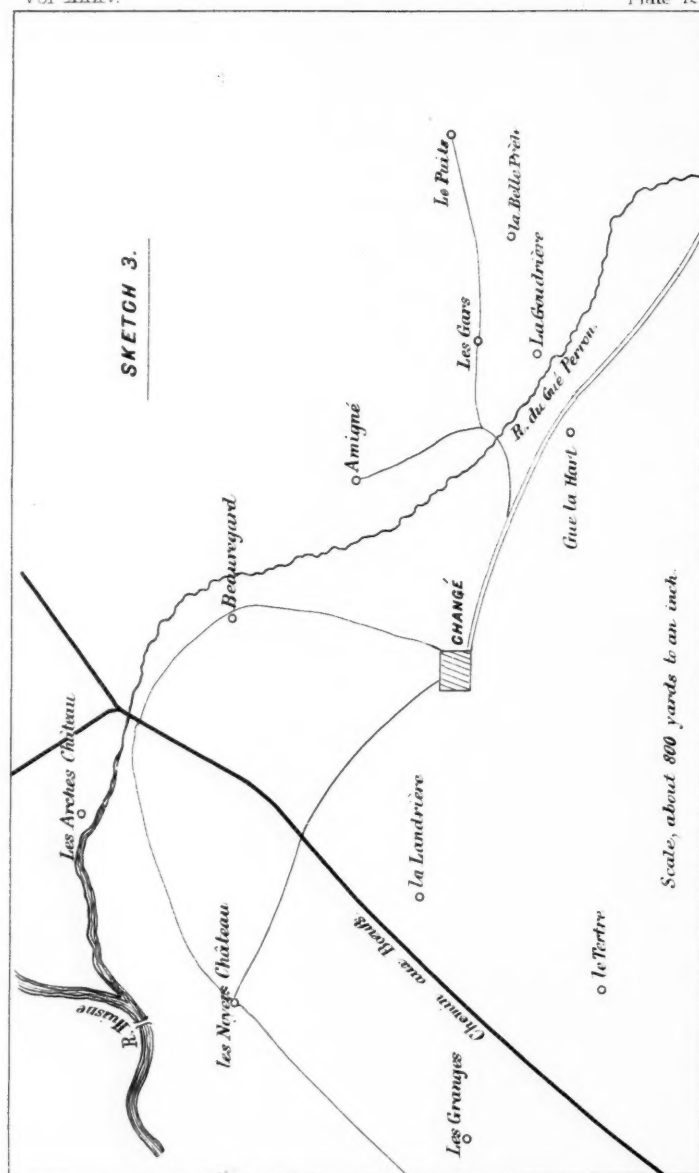 SKETCH 3.
Les Arches Château
R. Huisne
les Noyers Château
Beauregard
Amigné
Chemin aux Bœufs
la Landrière
Le Puits
CHANGÉ
Les Granges
Les Gars
la Belle
La Goudrière
R. du Gué Perron.
Gue la Hart
le Tertre
Scale, about 800 yards to an inch.